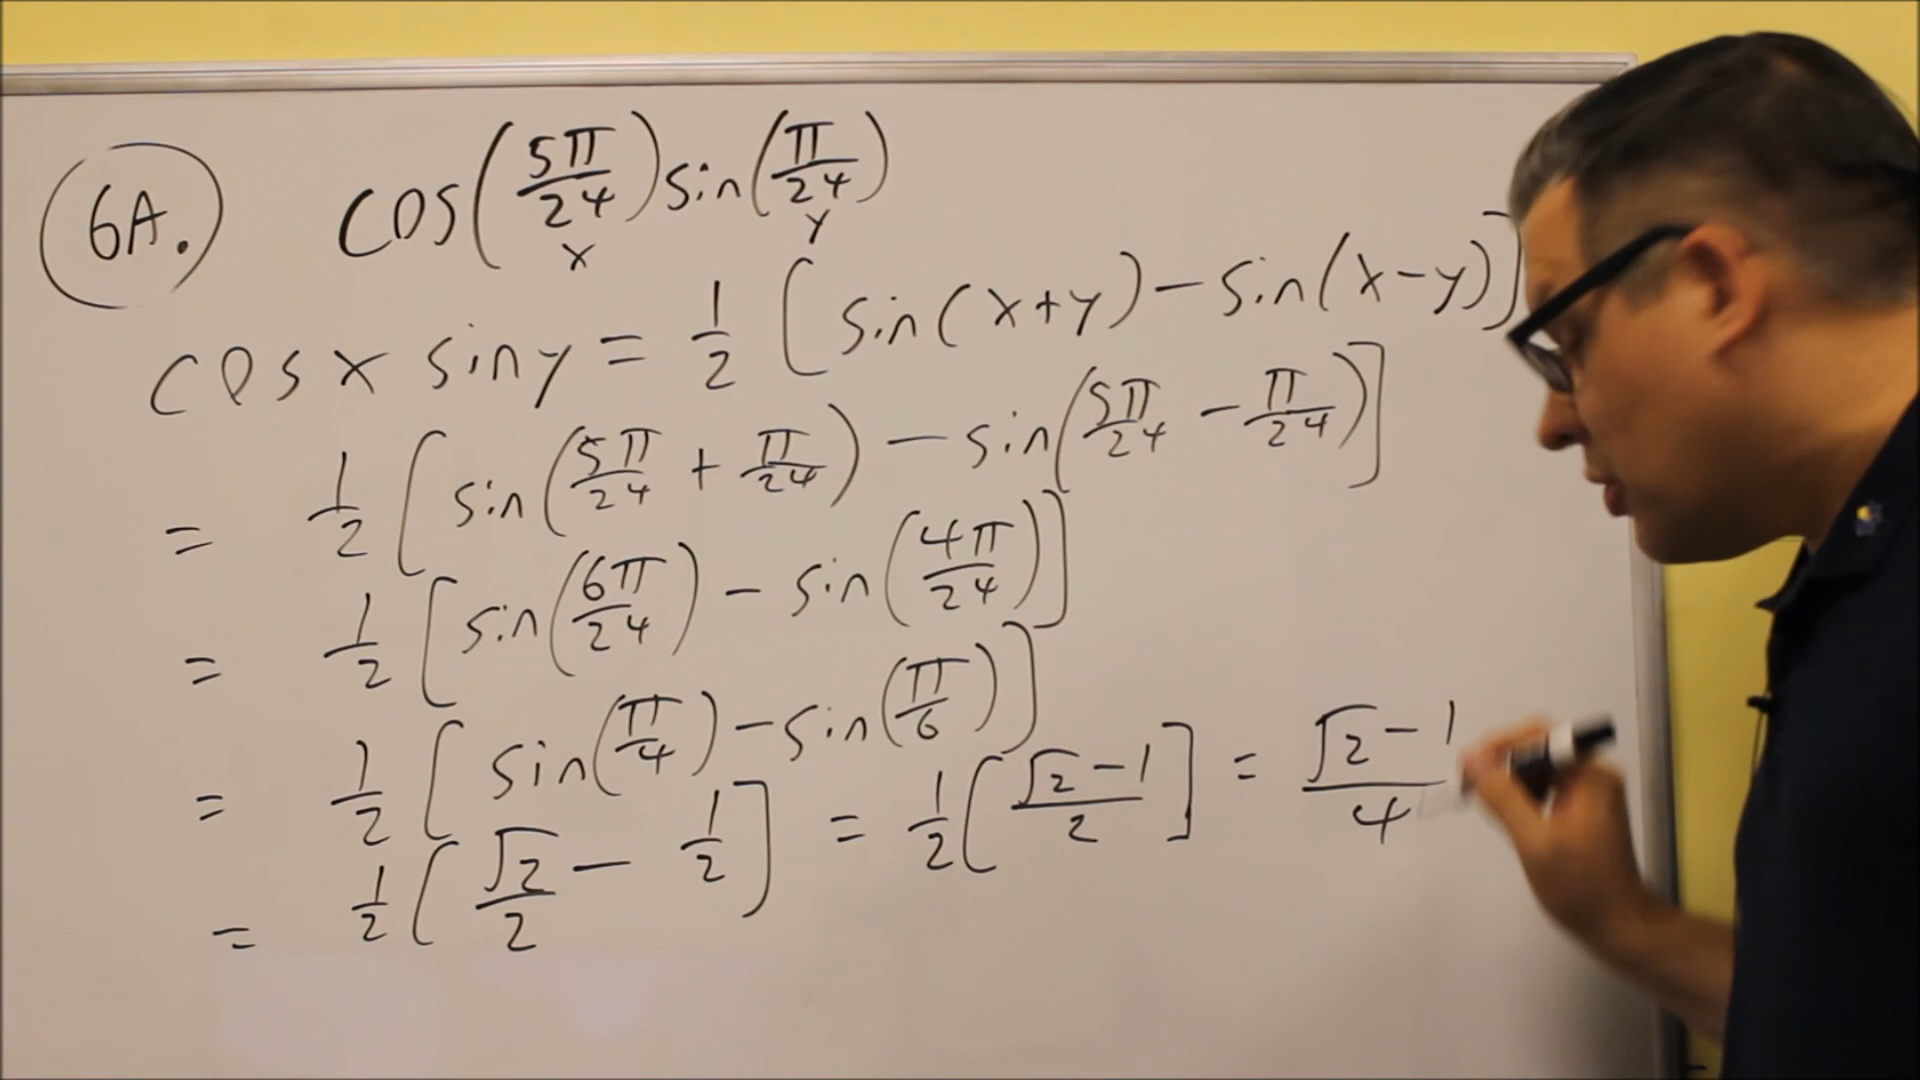 6A. cos(5π/24) sin(π/24)
x y
cos x sin y = 1/2 [sin(x+y) - sin(x-y)]
= 1/2 [sin(5π/24 + π/24) - sin(5π/24 - π/24)]
= 1/2 [sin(6π/24) - sin(4π/24)]
= 1/2 [sin(π/4) - sin(π/6)]
= 1/2 [√2/2 - 1/2] = 1/2 [√2-1/2] = √2-1/4